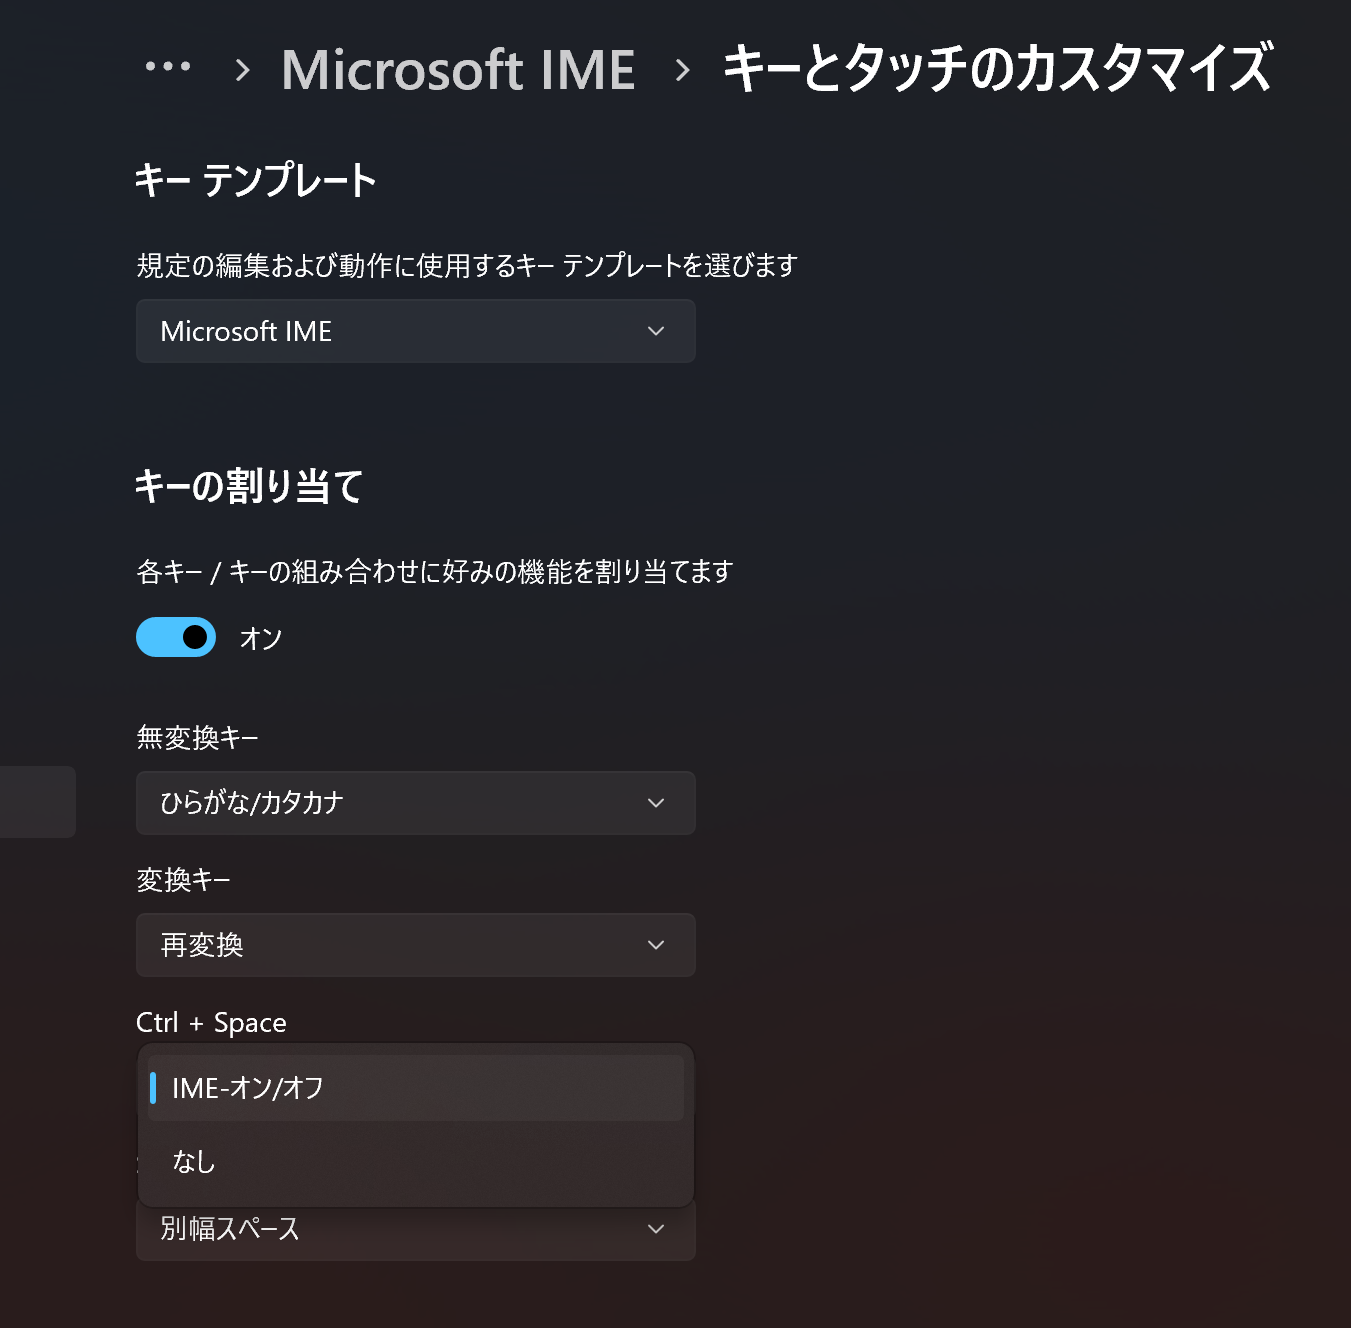 … > Microsoft IME > キーとタッチのカスタマイズ
キー テンプレート
規定の編集および動作に使用するキー テンプレートを選びます
Microsoft IME
キーの割り当て
各キー / キーの組み合わせに好みの機能を割り当てます
オン
無変換キー
ひらがな/カタカナ
変換キー
再変換
Ctrl + Space
IME-オン/オフ
なし
別幅スペース